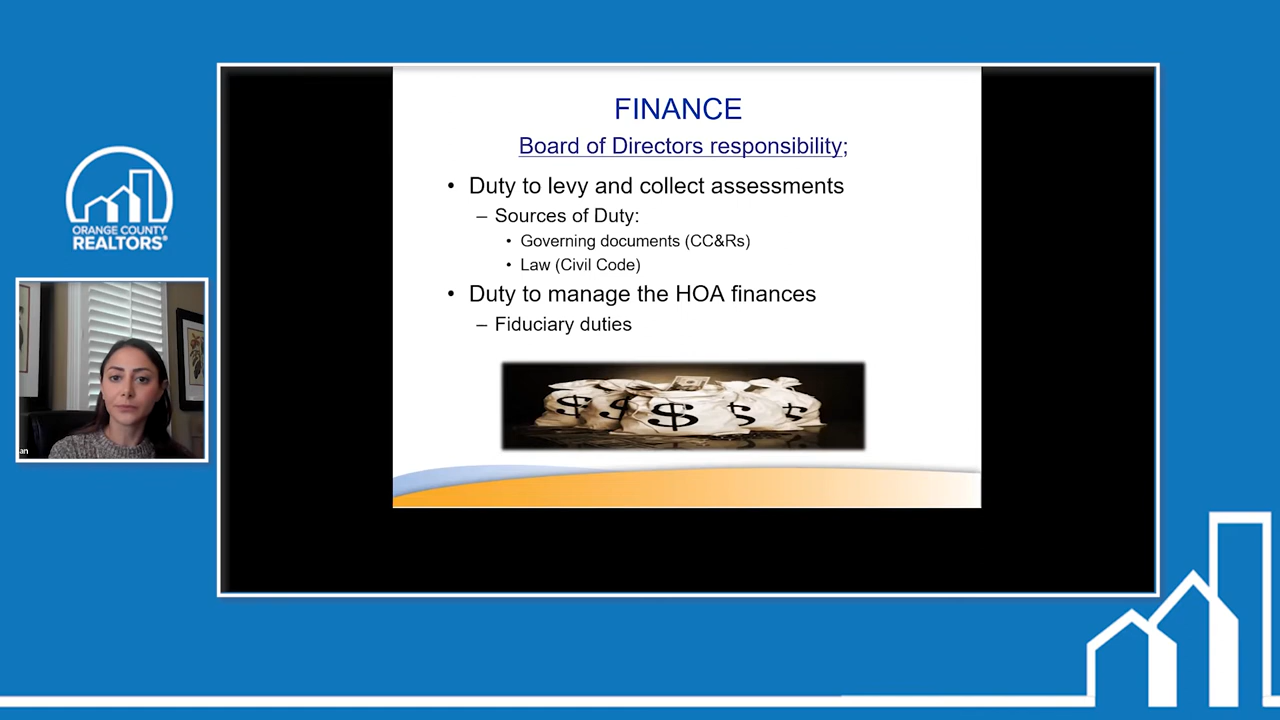 FINANCE
Board of Directors responsibility;
• Duty to levy and collect assessments
– Sources of Duty:
• Governing documents (CC&Rs)
• Law (Civil Code)
• Duty to manage the HOA finances
– Fiduciary duties
$ $ $ $ $
ORANGE COUNTY
REALTORS®
an